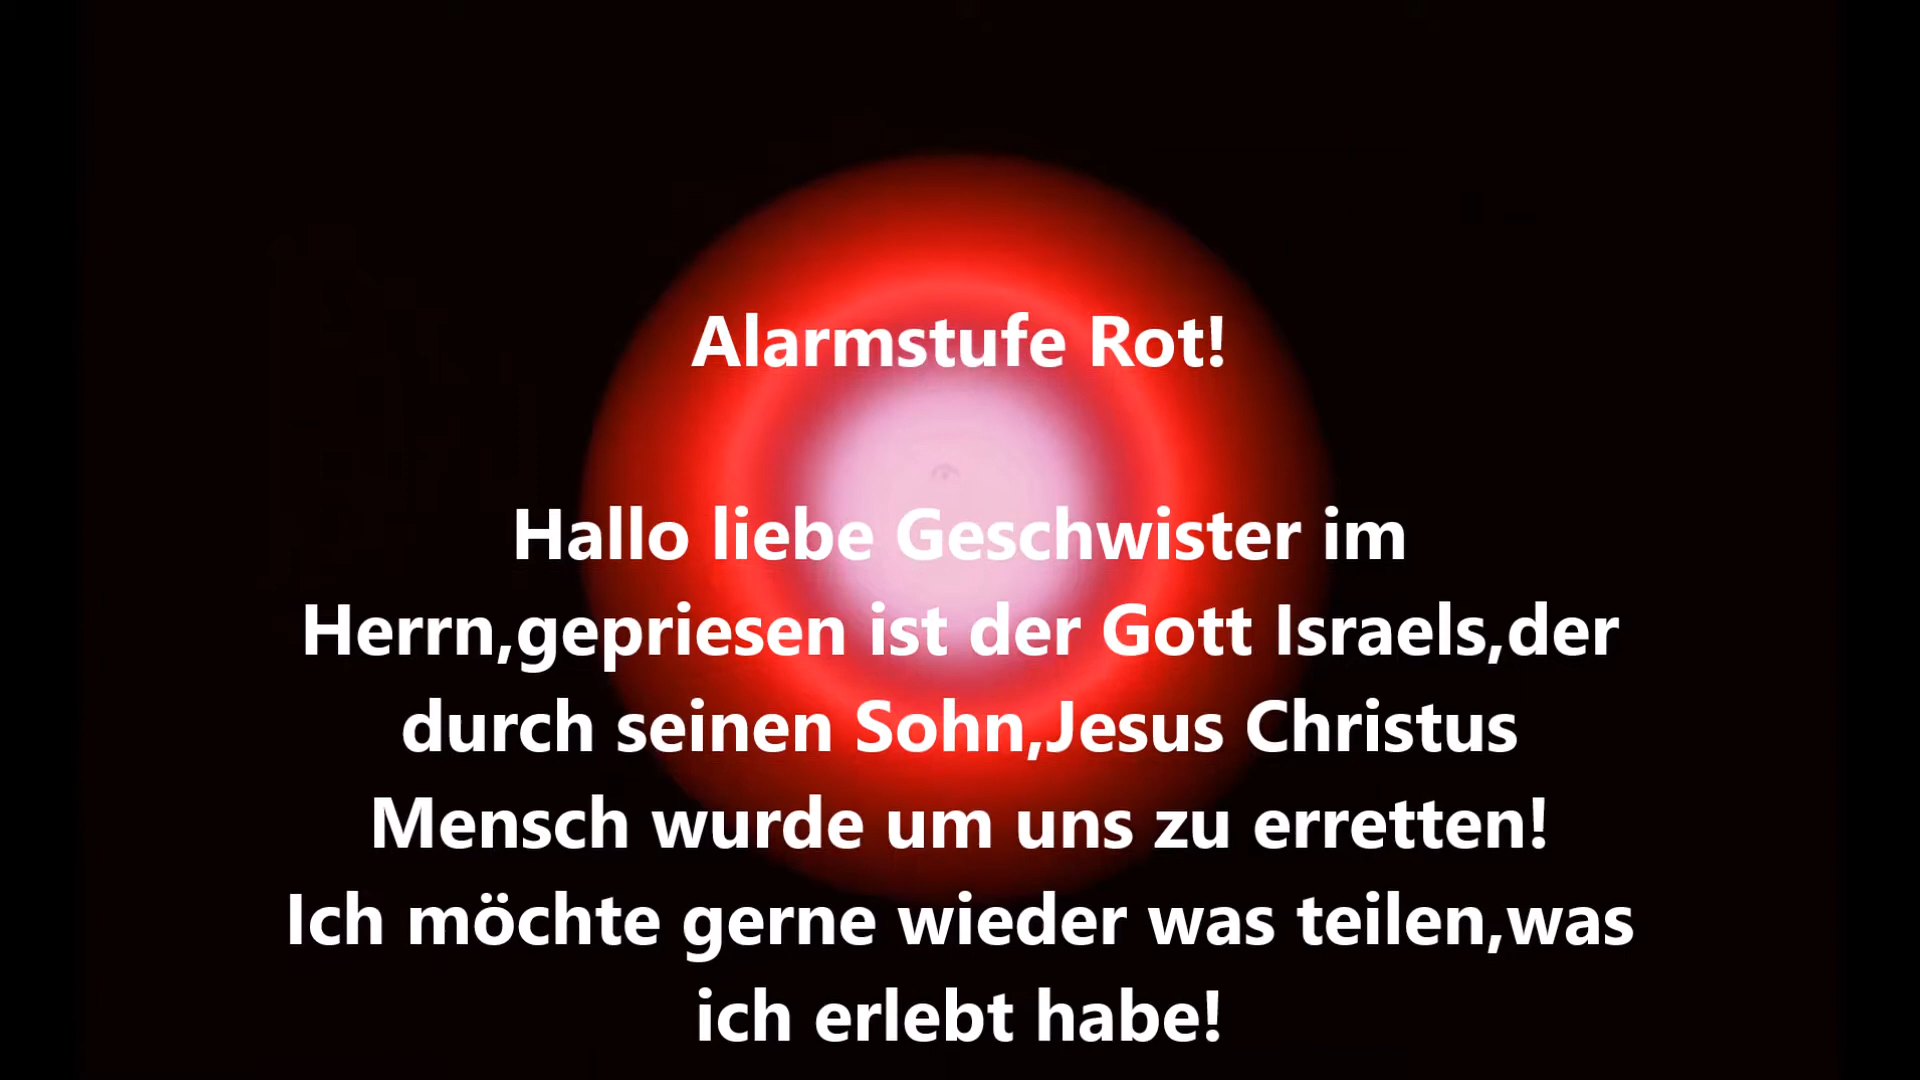 Alarmstufe Rot!
Hallo liebe Geschwister im
Herrn,gepriesen ist der Gott Israels,der
durch seinen Sohn,Jesus Christus
Mensch wurde um uns zu erretten!
Ich möchte gerne wieder was teilen,was
ich erlebt habe!